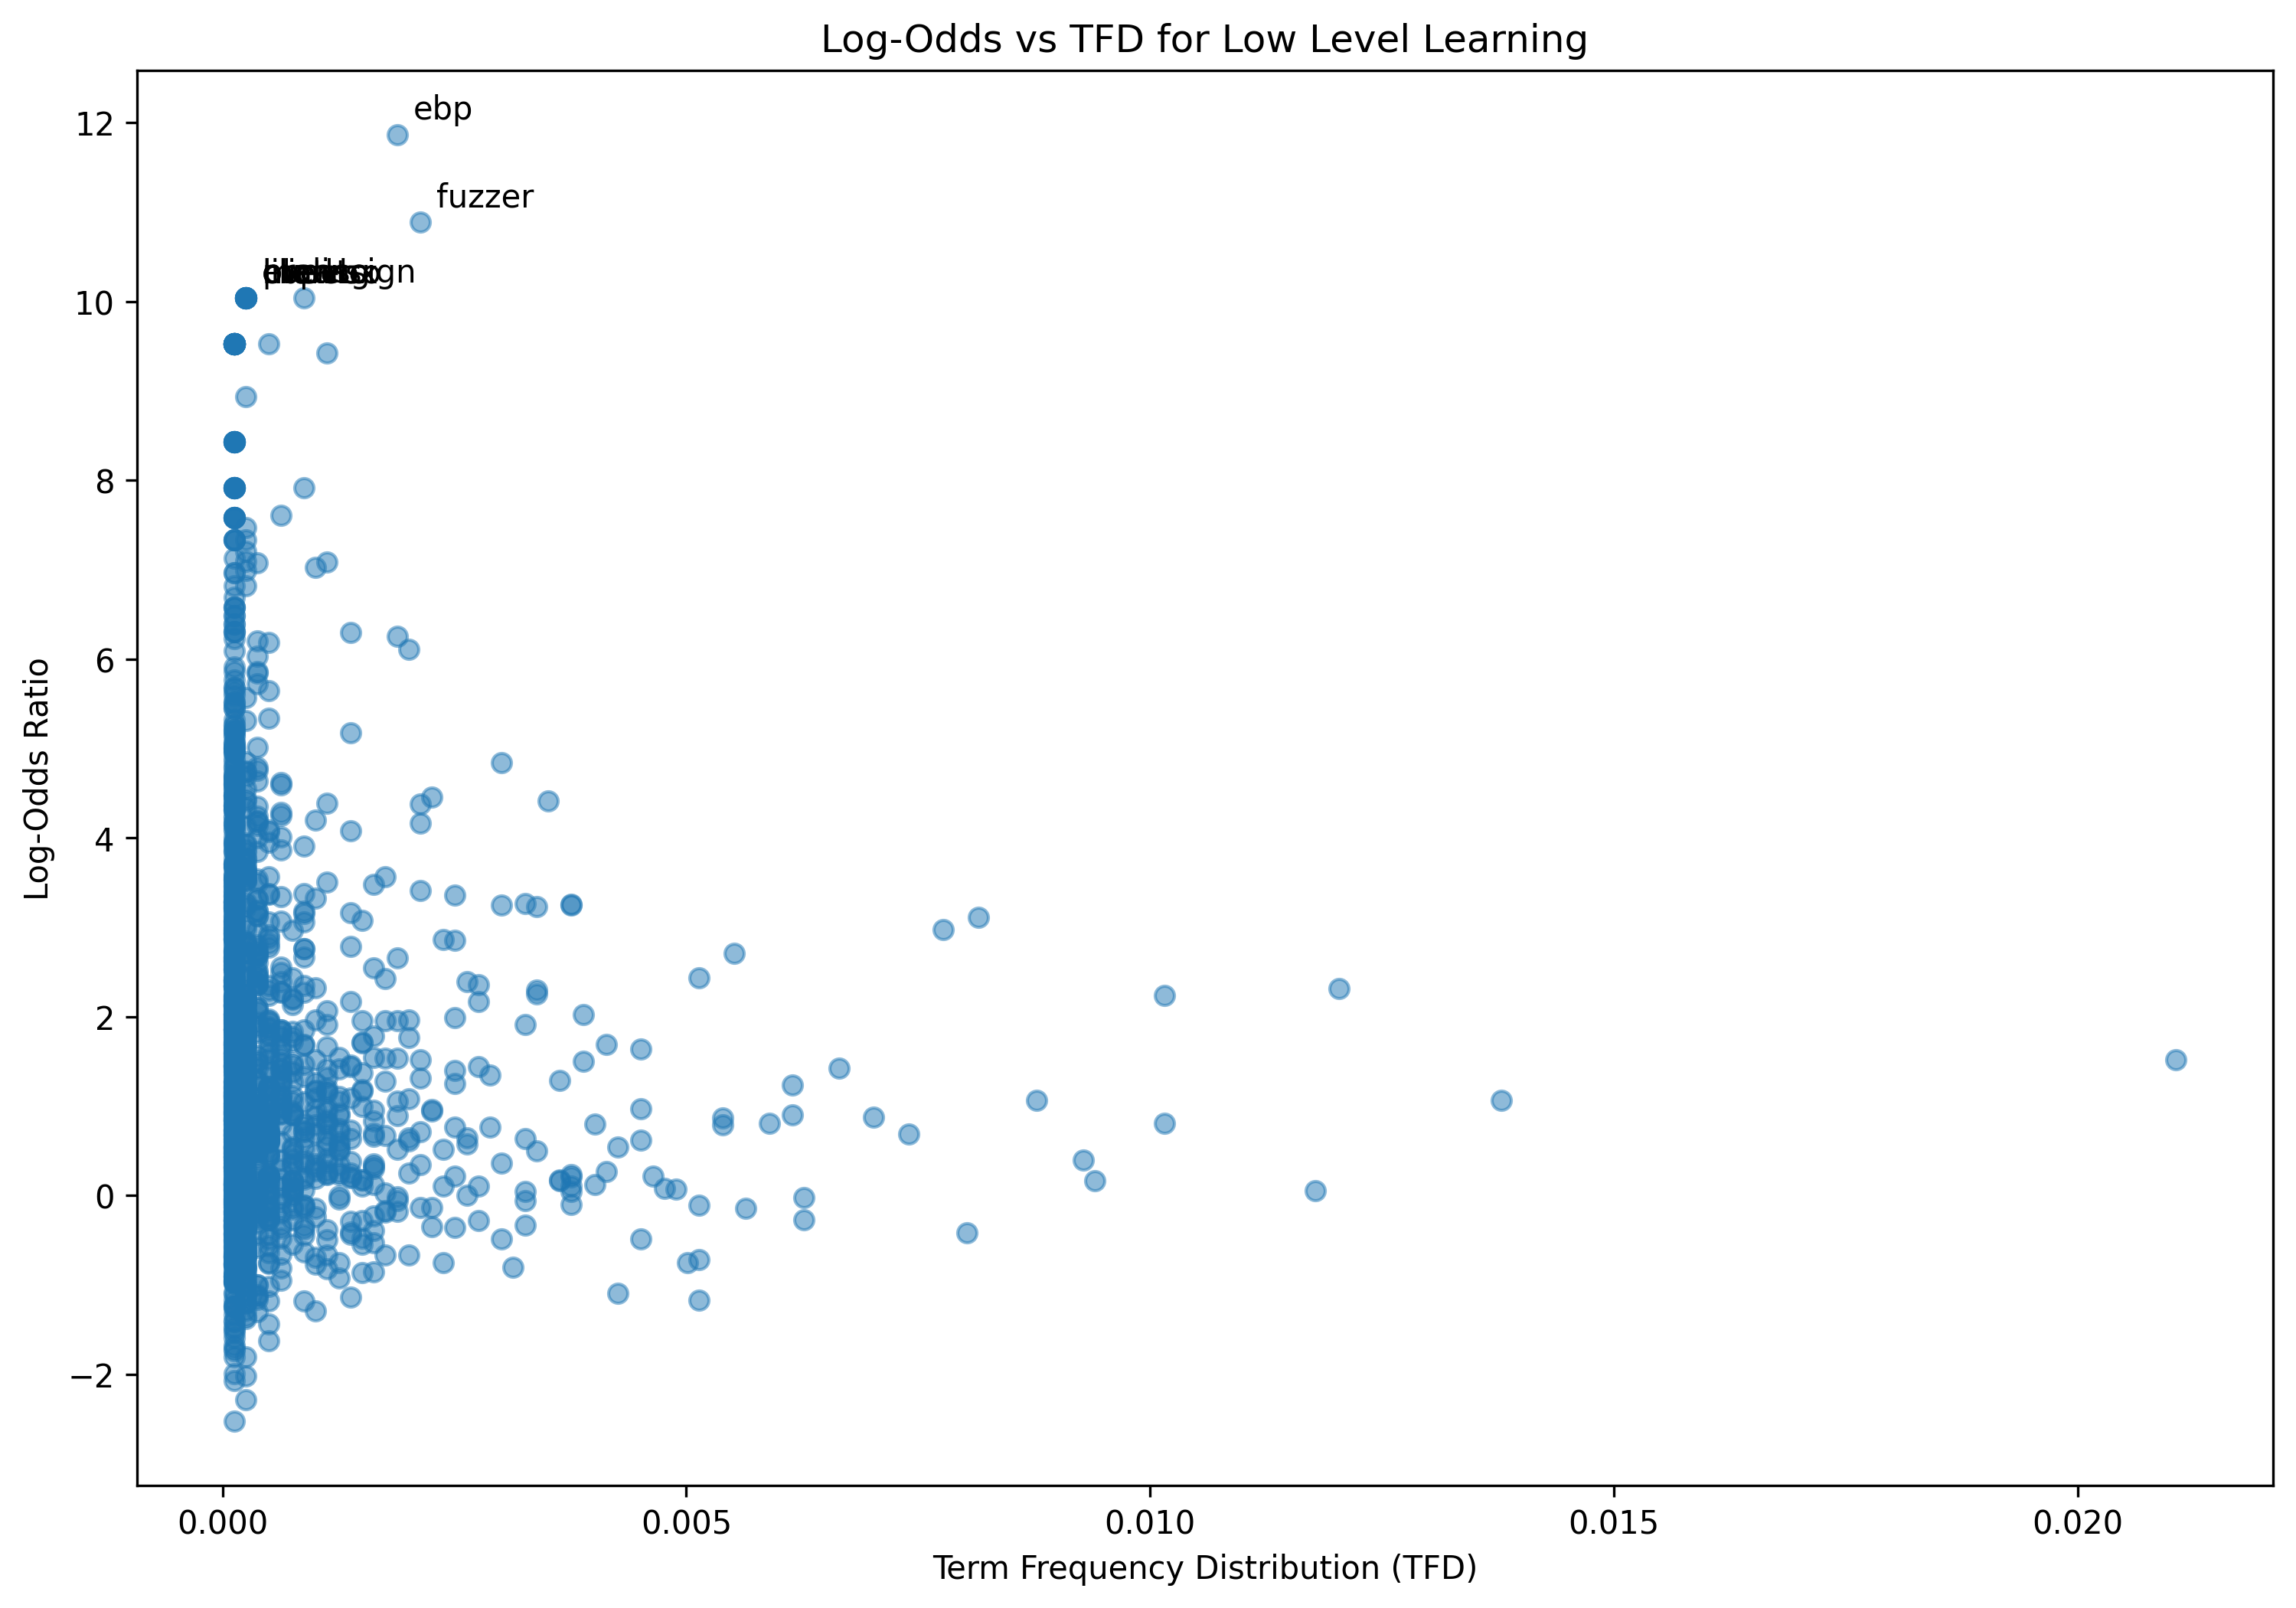 Log-Odds vs TFD for Low Level Learning
ebp
fuzzer
12
10
8
6
4
2
0
−2
Log-Odds Ratio
0.000
0.005
0.010
0.015
0.020
Term Frequency Distribution (TFD)